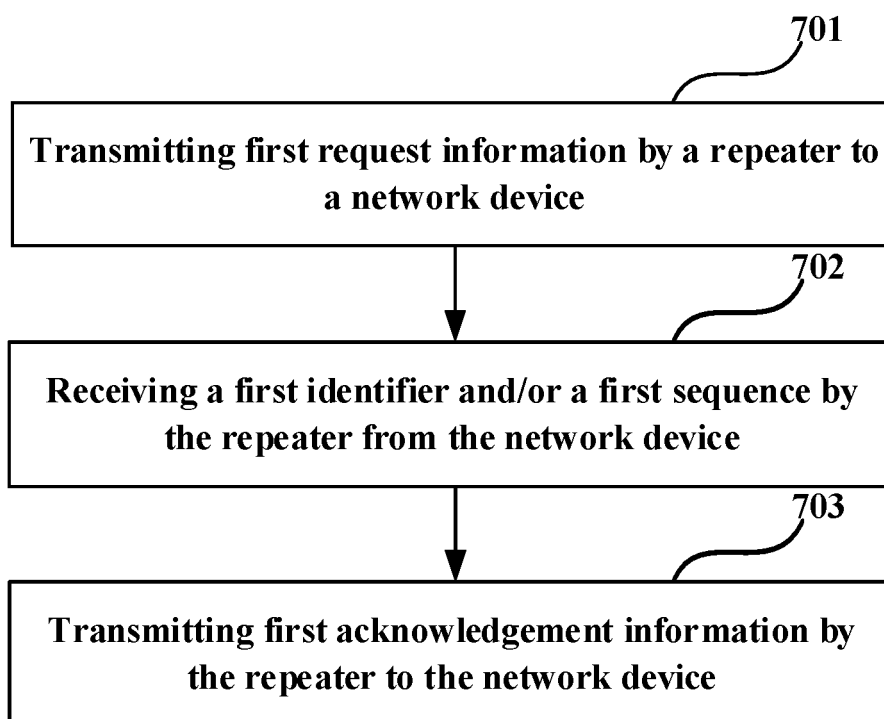 701
Transmitting first request information by a repeater to
a network device
702
Receiving a first identifier and/or a first sequence by
the repeater from the network device
703
Transmitting first acknowledgement information by
the repeater to the network device